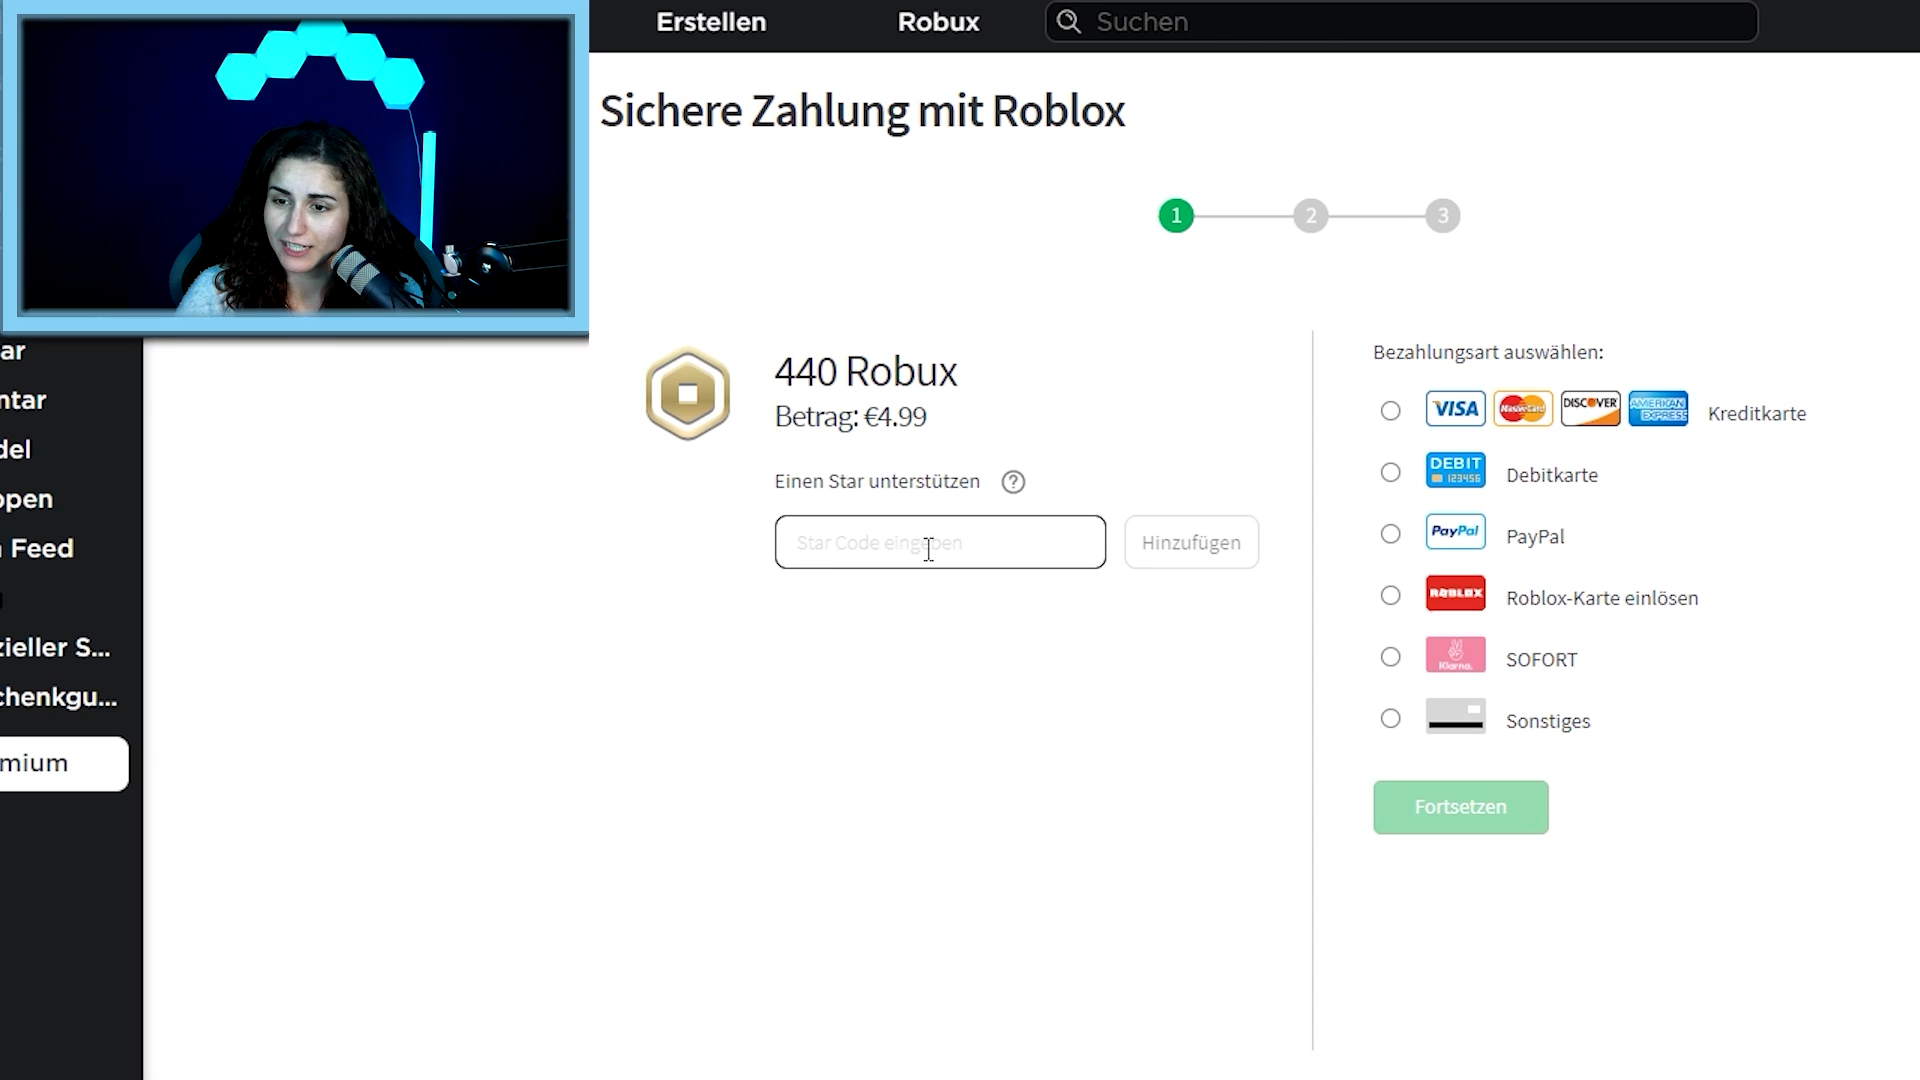 Erstellen
Robux
Suchen
Sichere Zahlung mit Roblox
1
2
3
440 Robux
Betrag: €4.99
Einen Star unterstützen
?
Star Code eingeben
Hinzufügen
Bezahlungsart auswählen:
VISA
MasterCard
DISCOVER
AMERICAN EXPRESS
Kreditkarte
DEBIT
123456
Debitkarte
PayPal
PayPal
ROBLOX
Roblox-Karte einlösen
Klarna.
SOFORT
Sonstiges
Fortsetzen
ar
ntar
del
ppen
Feed
zieller S...
chenkgu...
mium